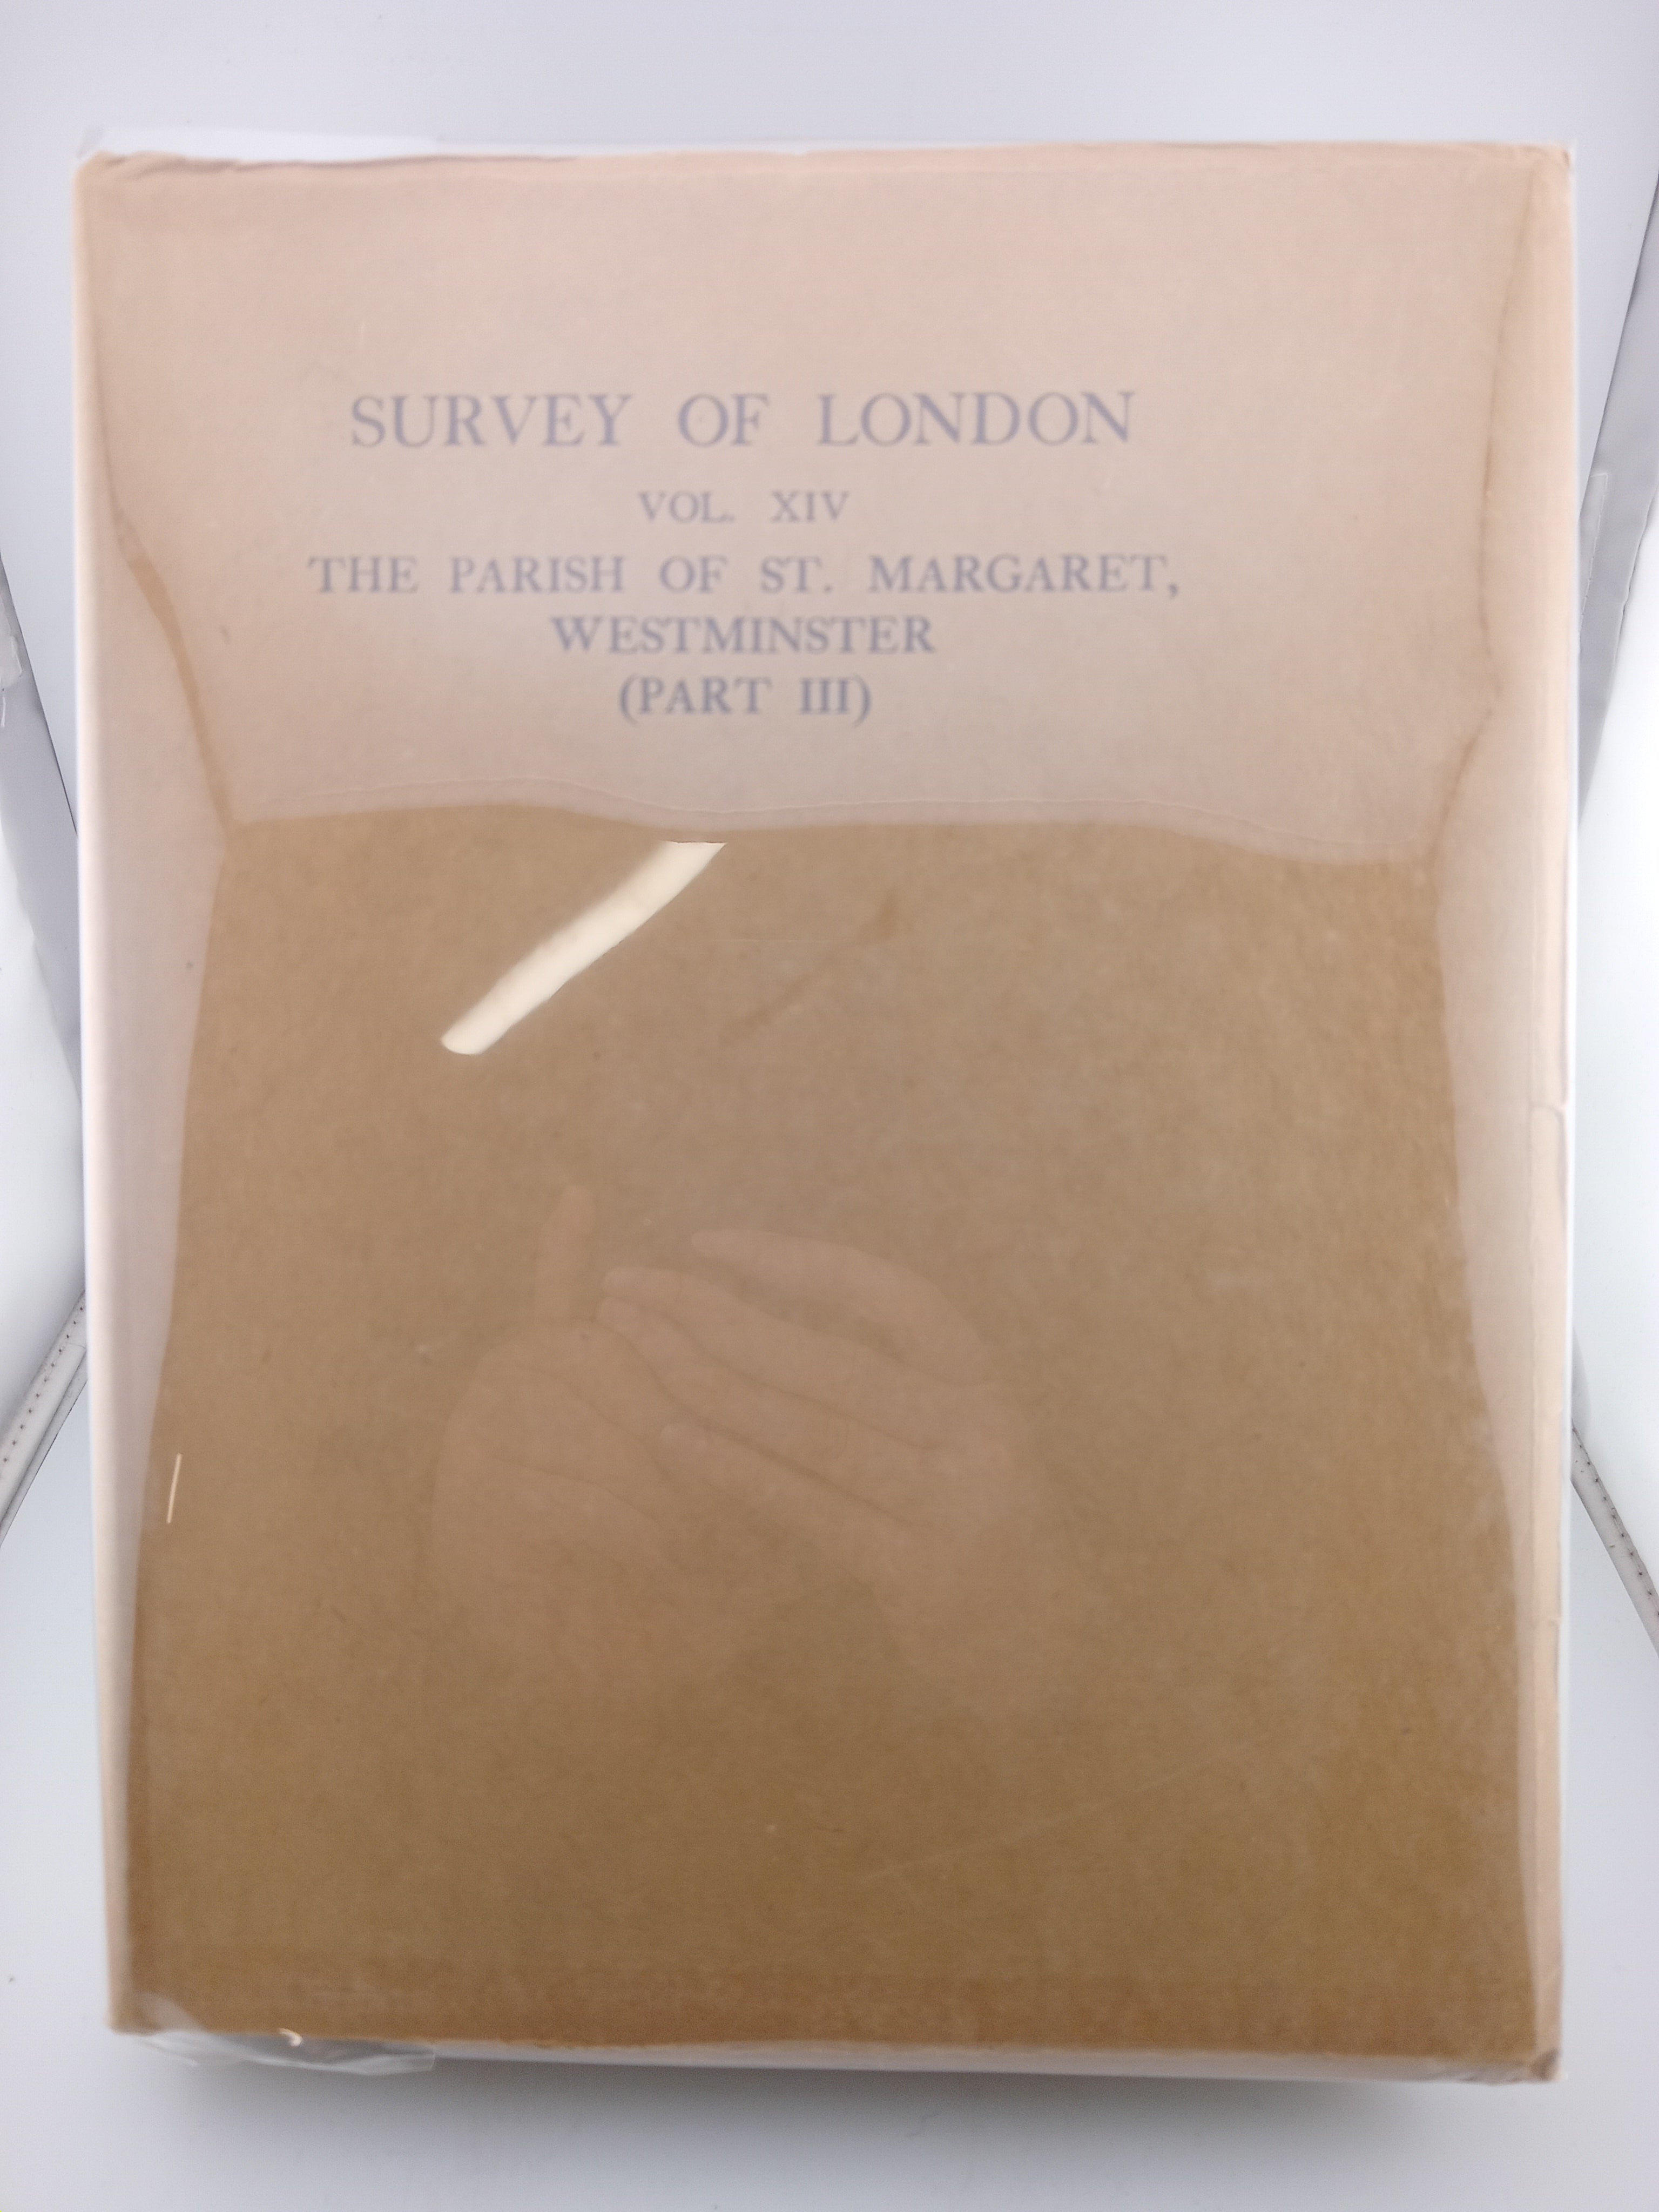 SURVEY OF LONDON
VOL. XIV
THE PARISH OF ST. MARGARET,
WESTMINSTER
(PART III)